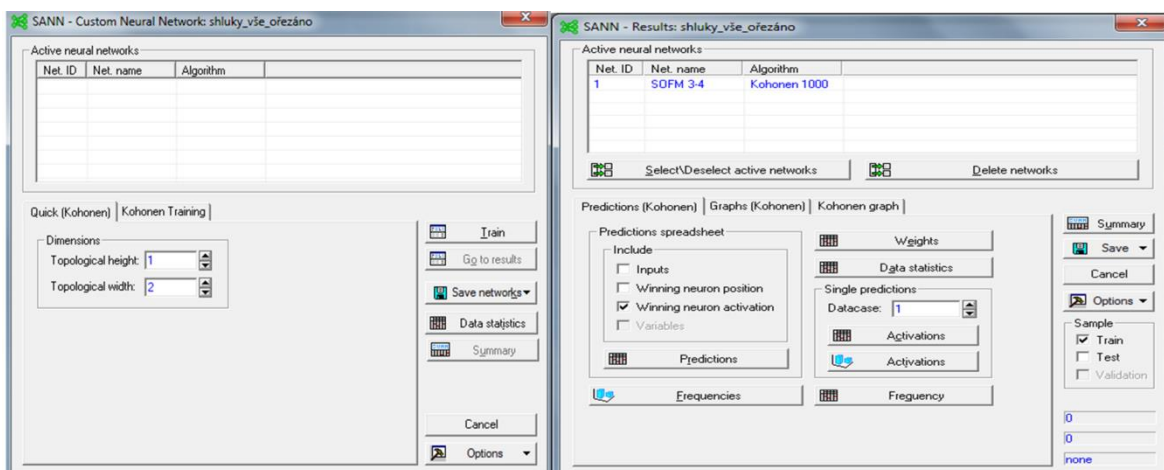 SANN - Custom Neural Network: shluky_vše_ořezáno
Active neural networks
Net. ID Net. name Algorithm
Quick (Kohonen) Kohonen Training
Dimensions
Topological height: 1
Topological width: 2
Train
Go to results
Save networks
Data statistics
Summary
Cancel
Options
SANN - Results: shluky_vše_ořezáno
Active neural networks
Net. ID Net. name Algorithm
1 SOFM 3-4 Kohonen 1000
Select\Deselect active networks Delete networks
Predictions (Kohonen) Graphs (Kohonen) Kohonen graph
Predictions spreadsheet
Include
Inputs
Winning neuron position
Winning neuron activation
Variables
Predictions
Frequencies
Weights
Data statistics
Single predictions
Datacase: 1
Activations
Activations
Frequency
Summary
Save
Cancel
Options
Sample
Train
Test
Validation
0
0
none